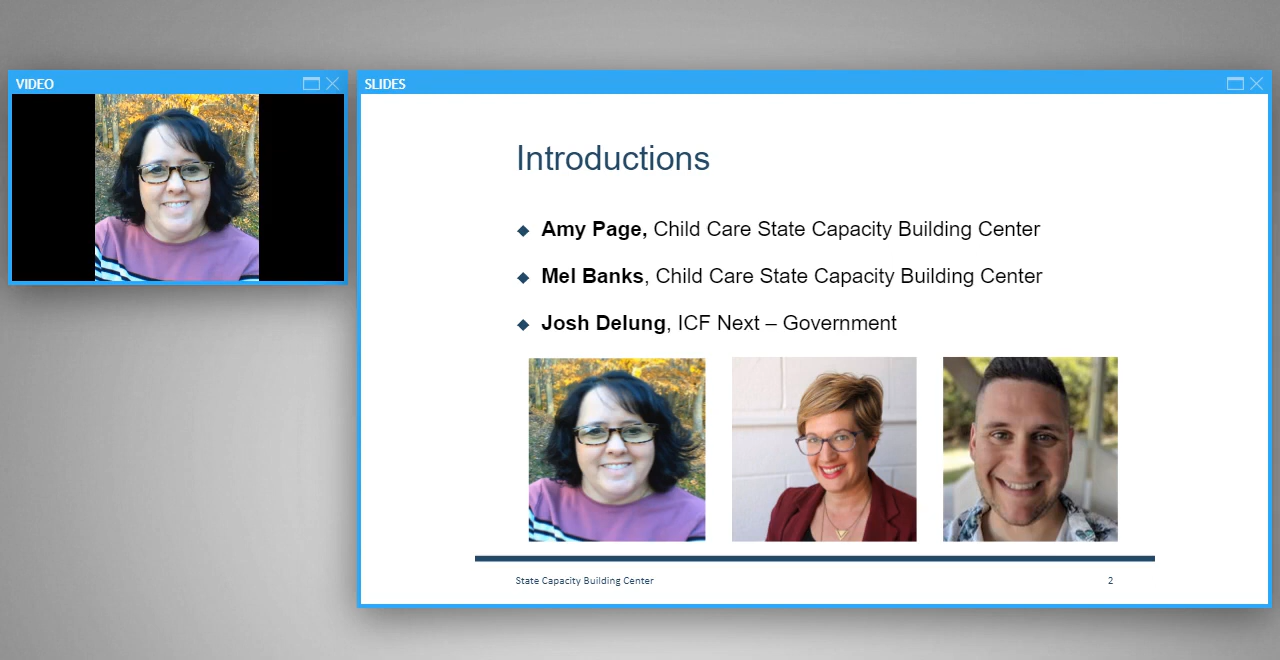 VIDEO
SLIDES
Introductions
Amy Page, Child Care State Capacity Building Center
Mel Banks, Child Care State Capacity Building Center
Josh Delung, ICF Next – Government
State Capacity Building Center
2